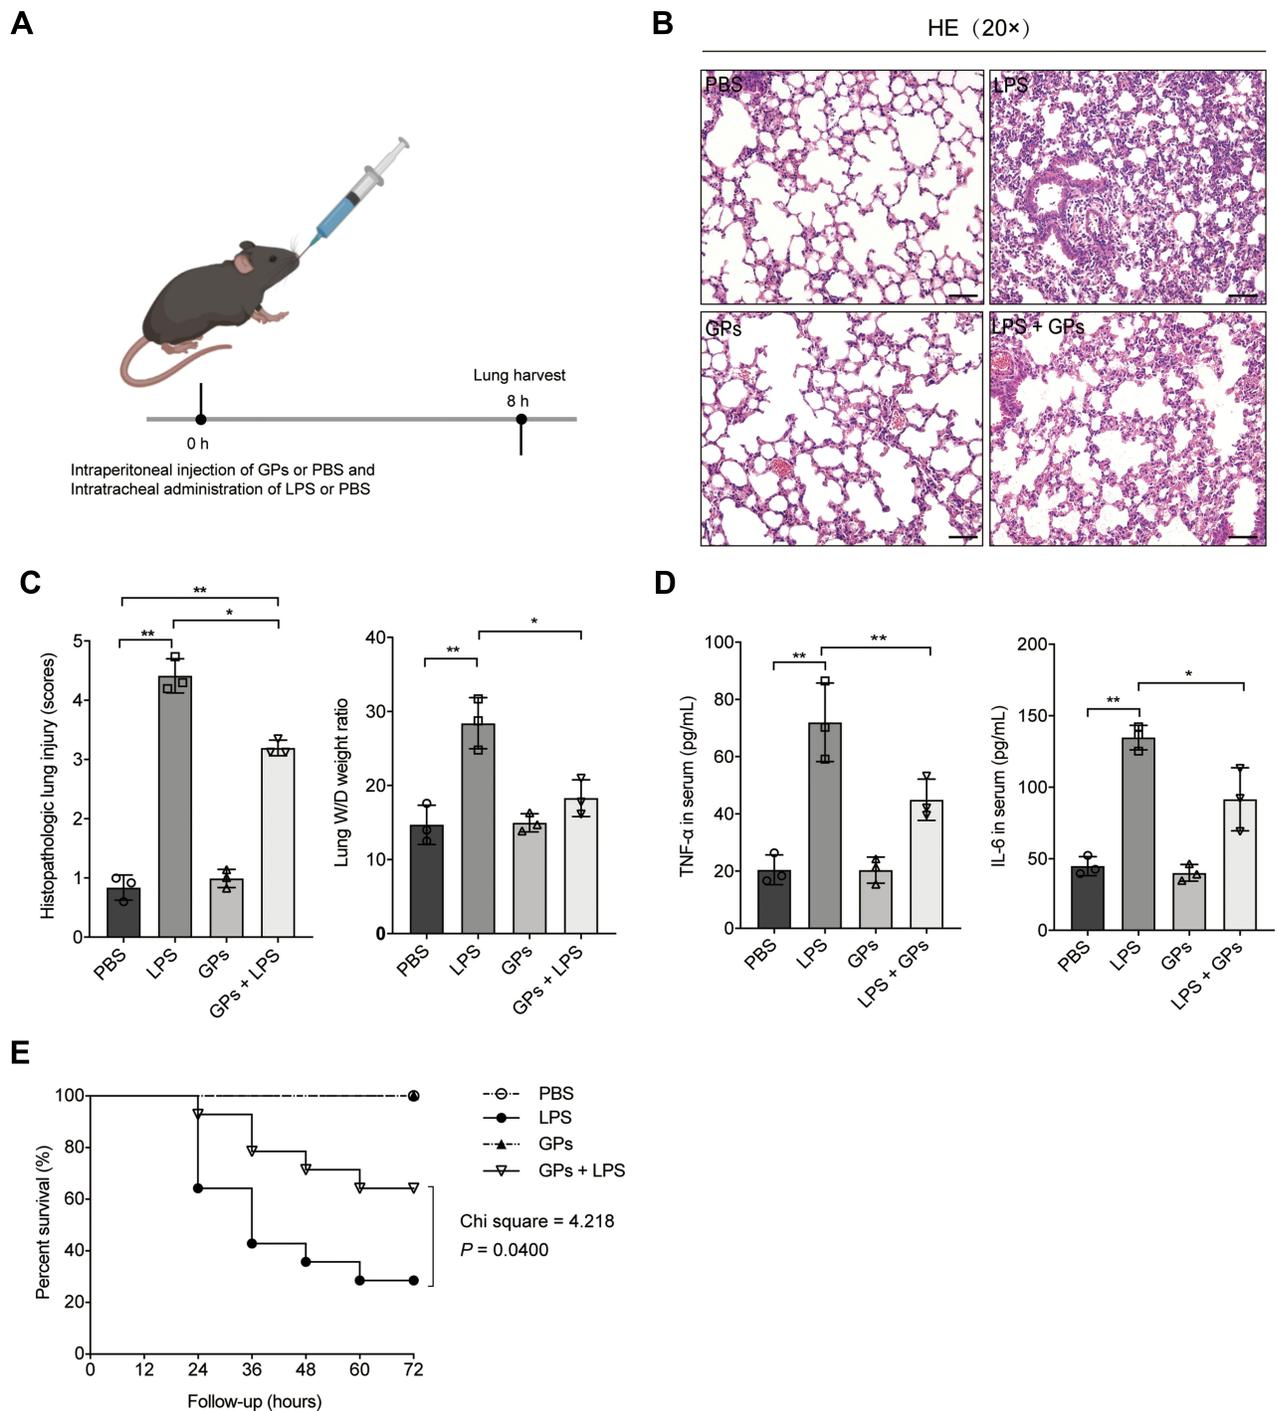 A
Lung harvest
8 h
0 h
Intraperitoneal injection of GPs or PBS and
Intratracheal administration of LPS or PBS
B
HE（20×）
PBS
LPS
GPs
LPS + GPs
C
Histopathologic lung injury (scores)
5
4
3
2
1
0
**
*
**
PBS
LPS
GPs
GPs + LPS
Lung W/D weight ratio
40
30
20
10
0
**
*
PBS
LPS
GPs
GPs + LPS
D
TNF-α in serum (pg/mL)
100
80
60
40
20
0
**
**
PBS
LPS
GPs
LPS + GPs
IL-6 in serum (pg/mL)
200
150
100
50
0
**
*
PBS
LPS
GPs
LPS + GPs
E
Percent survival (%)
100
80
60
40
20
0
0 12 24 36 48 60 72
Follow-up (hours)
PBS
LPS
GPs
GPs + LPS
Chi square = 4.218
P = 0.0400